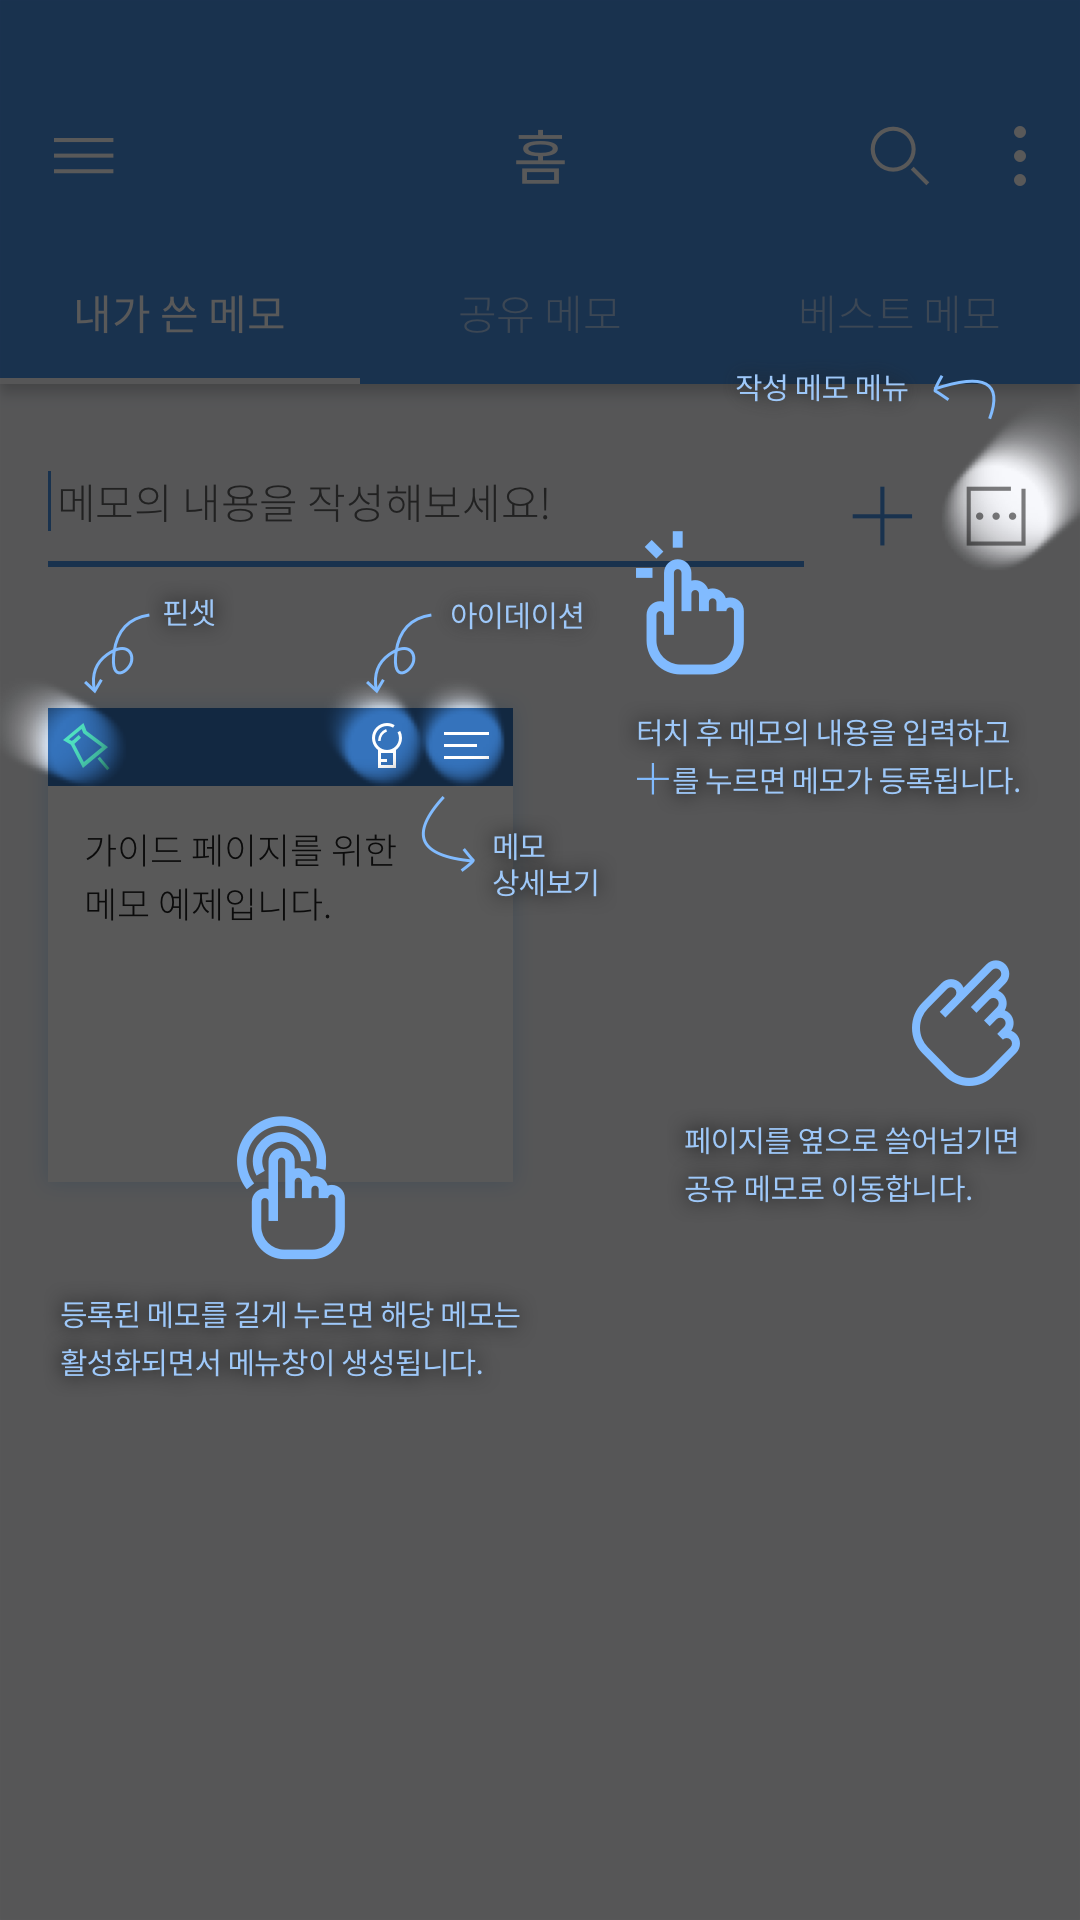 홈
내가 쓴 메모 공유 메모 베스트 메모
작성 메모 메뉴
메모의 내용을 작성해보세요!
핀셋
아이데이션
터치 후 메모의 내용을 입력하고
+를 누르면 메모가 등록됩니다.
가이드 페이지를 위한
메모 예제입니다.
메모
상세보기
페이지를 옆으로 쓸어넘기면
공유 메모로 이동합니다.
등록된 메모를 길게 누르면 해당 메모는
활성화되면서 메뉴창이 생성됩니다.